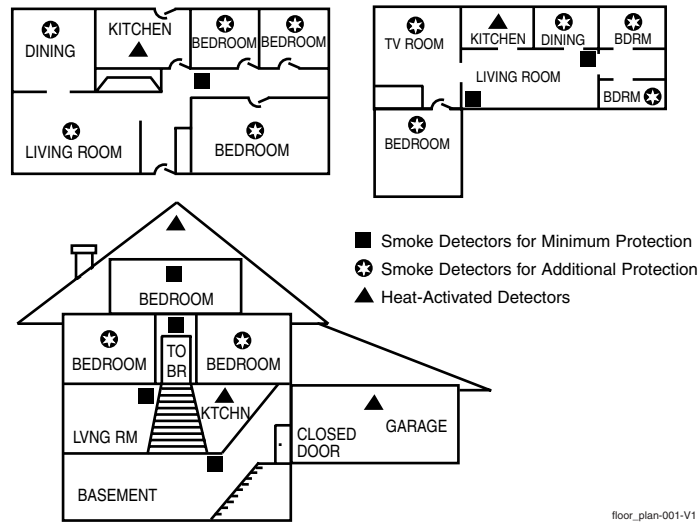 KITCHEN
DINING
BEDROOM
BEDROOM
LIVING ROOM
BEDROOM
TV ROOM
KITCHEN
DINING
BDRM
LIVING ROOM
BDRM
BEDROOM
Smoke Detectors for Minimum Protection
Smoke Detectors for Additional Protection
Heat-Activated Detectors
BEDROOM
BEDROOM
TO
BR
BEDROOM
LVNG RM
KTCHN
CLOSED
DOOR
GARAGE
BASEMENT
floor_plan-001-V1